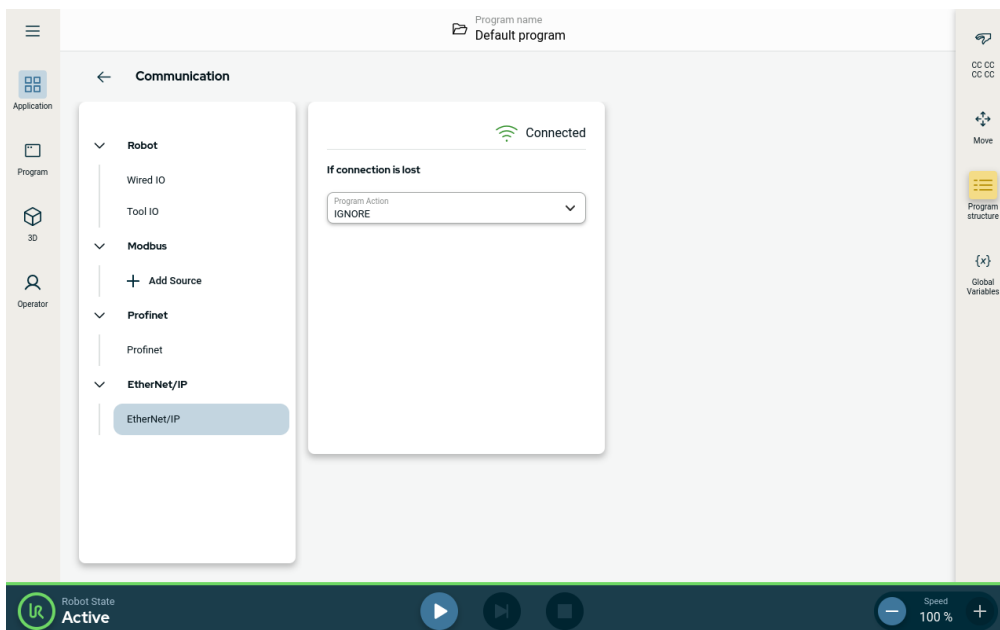 Program name
Default program
Communication
Application
Program
3D
Operator
Robot
Wired IO
Tool IO
Modbus
Add Source
Profinet
Profinet
EtherNet/IP
EtherNet/IP
Connected
If connection is lost
Program Action
IGNORE
CC CC
CC CC
Move
Program
structure
{x}
Global
Variables
UR
Robot State
Active
Speed
100 %